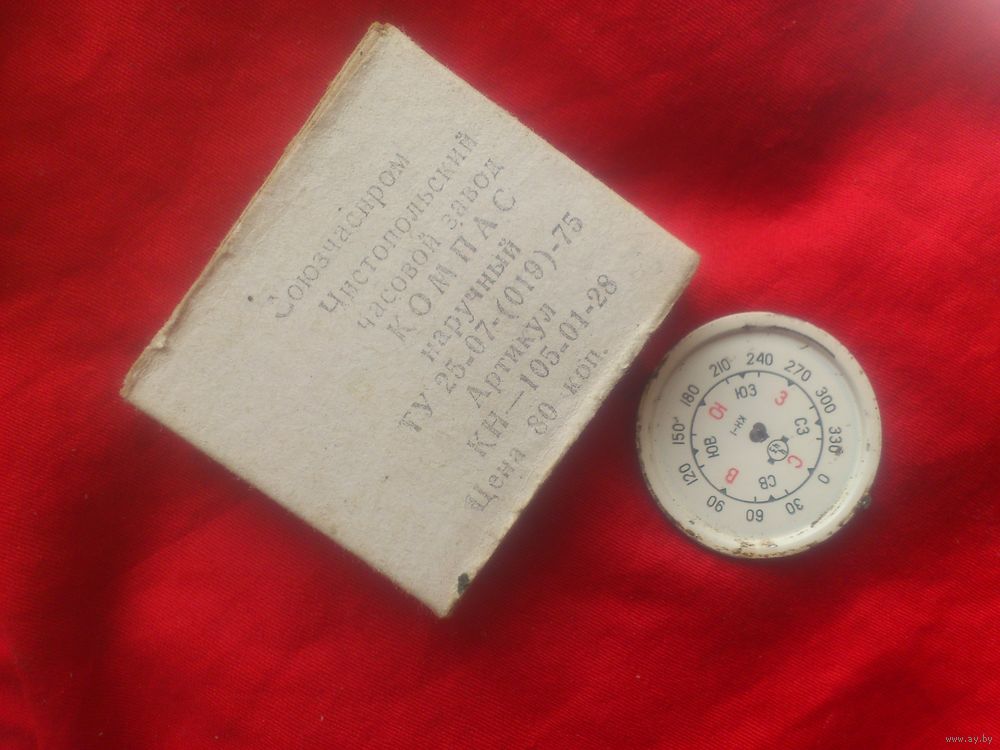 Союзчаспром
Чистопольский
часовой завод
КОМПАС
наручный
ТУ 25-07-(019)-75
Артикул
КН—105-01-28
Цена 80 коп.
0
30
60
90
120
150
180
210
240
270
300
330
С
СВ
В
ЮВ
Ю
ЮЗ
З
СЗ
КН-1
www.ay.by